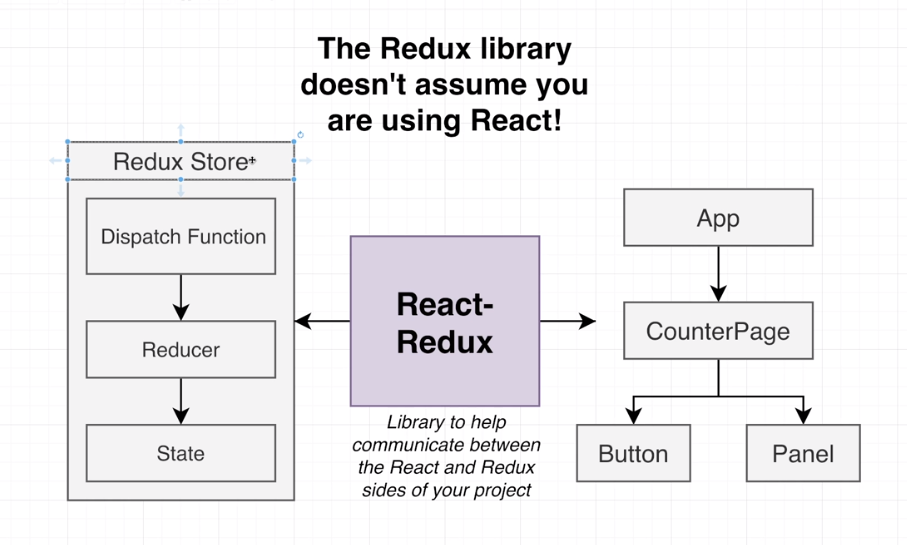 The Redux library
doesn't assume you
are using React!
Redux Store
Dispatch Function
Reducer
State
React-
Redux
Library to help
communicate between
the React and Redux
sides of your project
App
CounterPage
Button
Panel